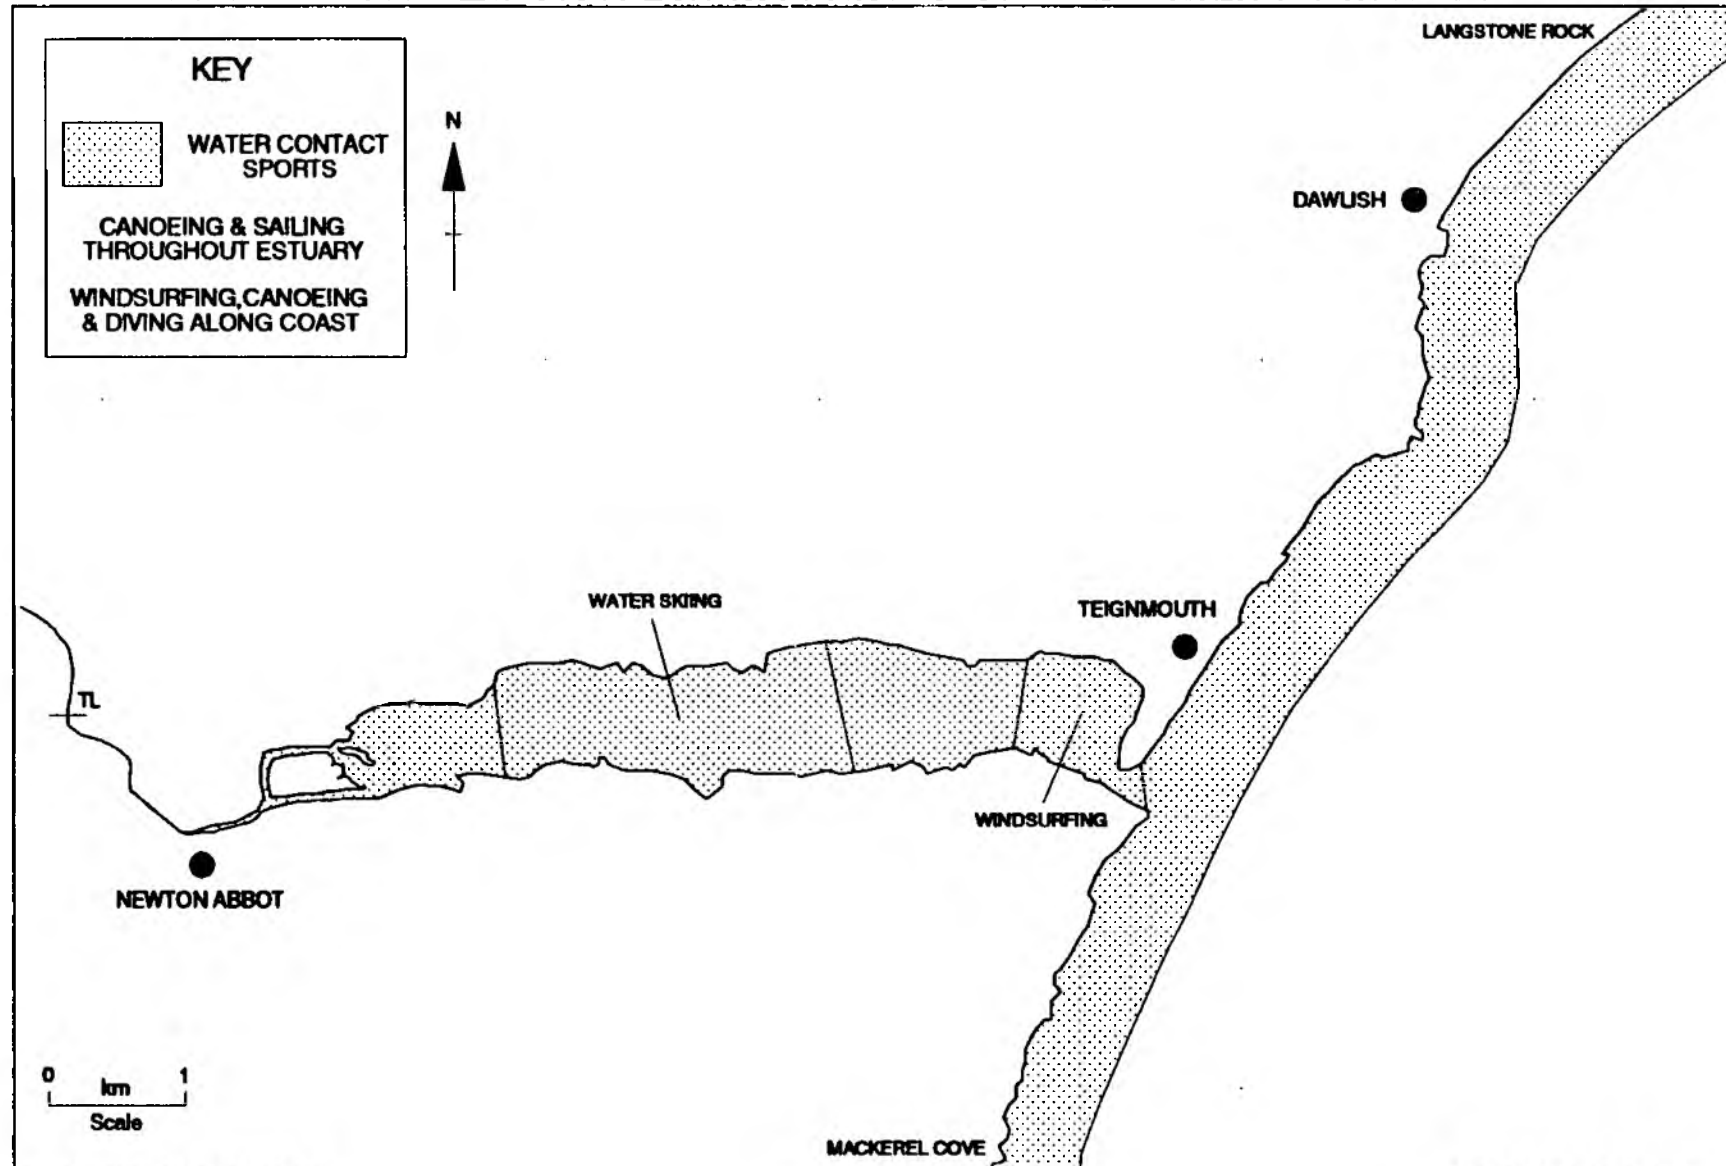 KEY
WATER CONTACT
SPORTS
CANOEING & SAILING
THROUGHOUT ESTUARY
WINDSURFING, CANOEING
& DIVING ALONG COAST
N
LANGSTONE ROCK
DAWLISH
WATER SKIING
TEIGNMOUTH
TL
WINDSURFING
NEWTON ABBOT
0 km 1
Scale
MACKEREL COVE